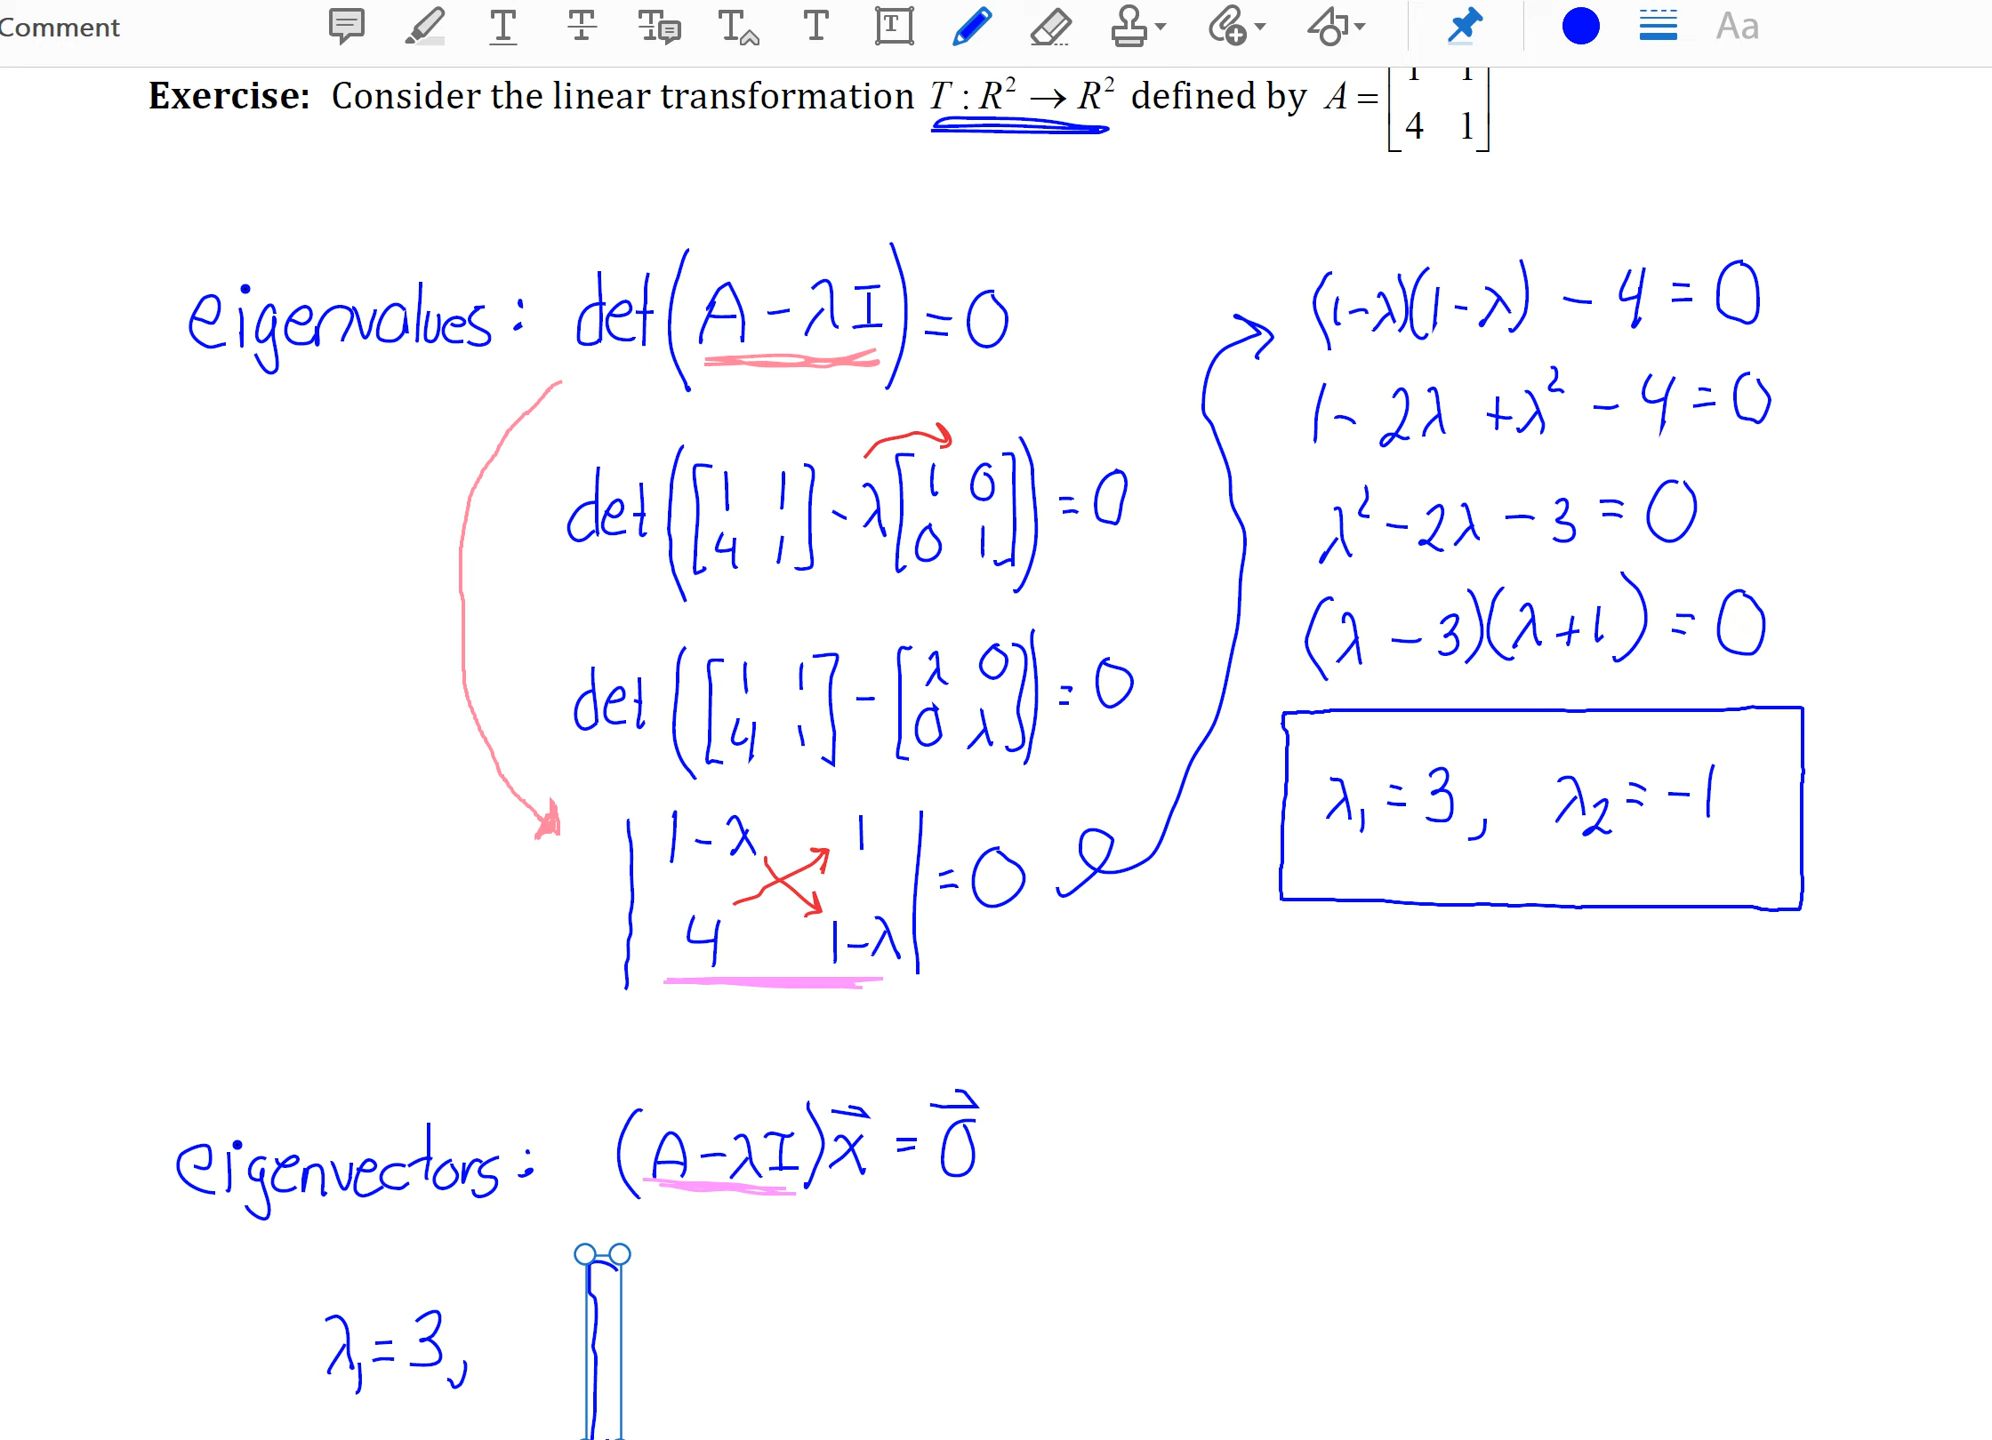 Comment T T T T T T Aa
Exercise: Consider the linear transformation T : R² → R² defined by A = [1 1; 4 1]
eigenvalues: det(A − λI) = 0
det([1 1; 4 1] − λ[1 0; 0 1]) = 0
det([1 1; 4 1] − [λ 0; 0 λ]) = 0
|1−λ 1; 4 1−λ| = 0
(1−λ)(1−λ) − 4 = 0
1 − 2λ + λ² − 4 = 0
λ² − 2λ − 3 = 0
(λ − 3)(λ + 1) = 0
λ₁ = 3, λ₂ = −1
eigenvectors: (A − λI)x⃗ = 0⃗
λ₁ = 3, [